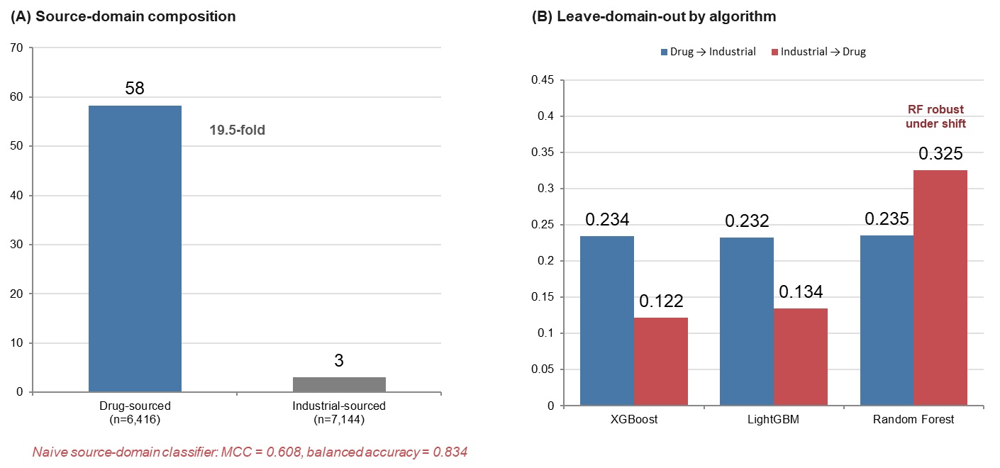 (A) Source-domain composition
70
60
50
40
30
20
10
0
58
19.5-fold
3
Drug-sourced
(n=6,416)
Industrial-sourced
(n=7,144)
Naive source-domain classifier: MCC = 0.608, balanced accuracy = 0.834
(B) Leave-domain-out by algorithm
Drug → Industrial
Industrial → Drug
0.45
0.4
0.35
0.3
0.25
0.2
0.15
0.1
0.05
0
RF robust
under shift
0.234
0.122
0.232
0.134
0.235
0.325
XGBoost
LightGBM
Random Forest